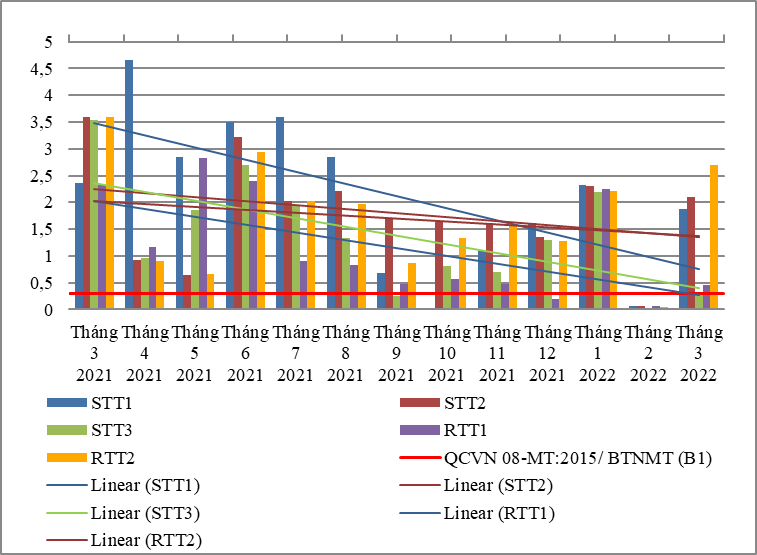 5
4,5
4
3,5
3
2,5
2
1,5
1
0,5
0
Tháng 3 2021
Tháng 4 2021
Tháng 5 2021
Tháng 6 2021
Tháng 7 2021
Tháng 8 2021
Tháng 9 2021
Tháng 10 2021
Tháng 11 2021
Tháng 12 2021
Tháng 1 2022
Tháng 2 2022
Tháng 3 2022
STT1
STT2
STT3
RTT1
RTT2
QCVN 08-MT:2015/ BTNMT (B1)
Linear (STT1)
Linear (STT2)
Linear (STT3)
Linear (RTT1)
Linear (RTT2)